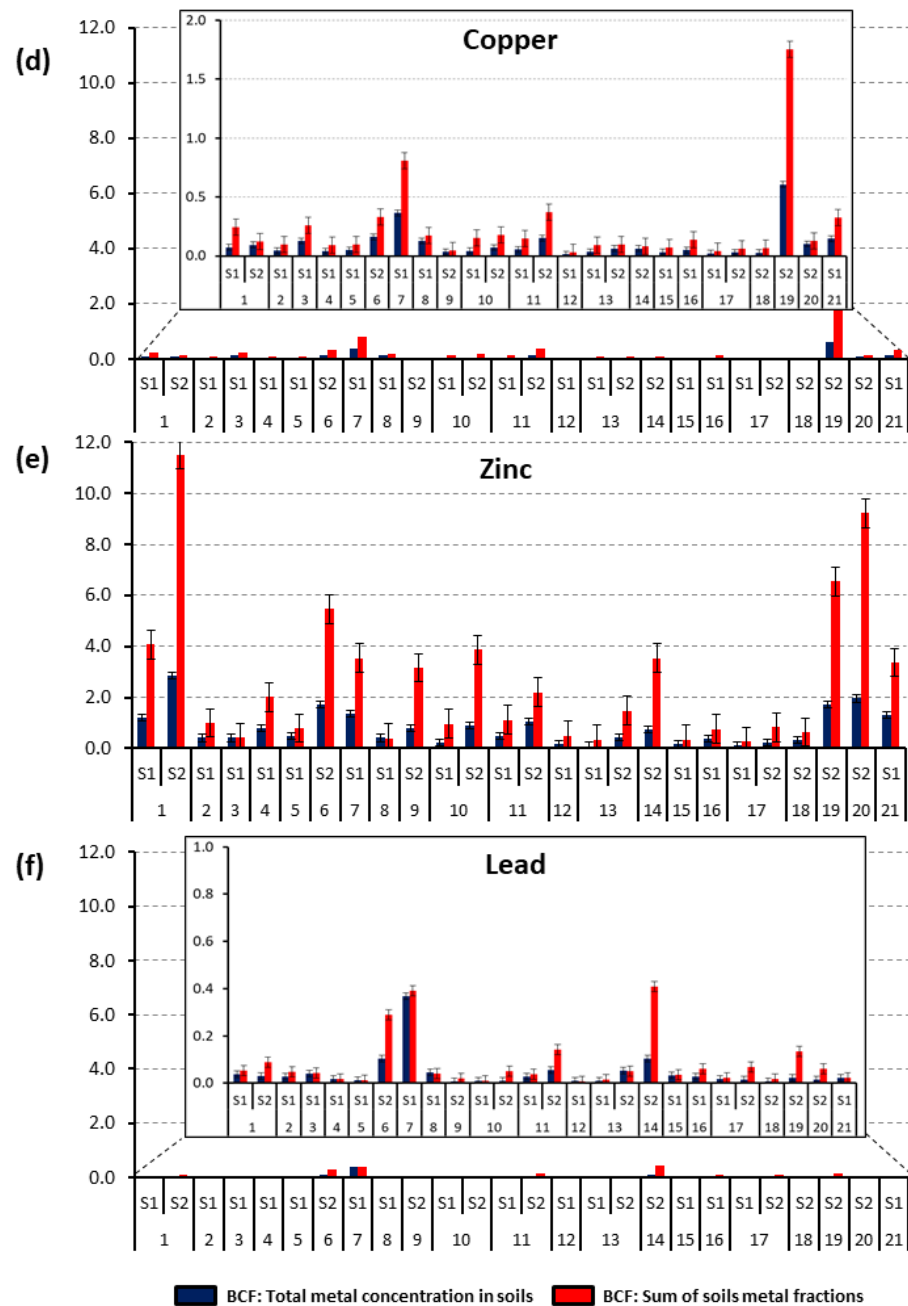 (d)
Copper
12.0
10.0
8.0
6.0
4.0
2.0
0.0
2.0
1.5
1.0
0.5
0.0
S1 S2 S1 S1 S1 S1 S2 S1 S1 S2 S1 S2 S1 S2 S1 S1 S2 S2 S1 S1 S1 S2 S2 S2 S2 S1
1 2 3 4 5 6 7 8 9 10 11 12 13 14 15 16 17 18 19 20 21
S1 S2 S1 S1 S1 S1 S2 S1 S1 S2 S1 S2 S1 S2 S1 S1 S2 S2 S1 S1 S1 S2 S2 S2 S2 S1
1 2 3 4 5 6 7 8 9 10 11 12 13 14 15 16 17 18 19 20 21
(e)
Zinc
12.0
10.0
8.0
6.0
4.0
2.0
0.0
S1 S2 S1 S1 S1 S1 S2 S1 S1 S2 S1 S2 S1 S2 S1 S1 S2 S2 S1 S1 S1 S2 S2 S2 S2 S1
1 2 3 4 5 6 7 8 9 10 11 12 13 14 15 16 17 18 19 20 21
(f)
Lead
12.0
10.0
8.0
6.0
4.0
2.0
0.0
1.0
0.8
0.6
0.4
0.2
0.0
S1 S2 S1 S1 S1 S1 S2 S1 S1 S2 S1 S2 S1 S2 S1 S1 S2 S2 S1 S1 S1 S2 S2 S2 S2 S1
1 2 3 4 5 6 7 8 9 10 11 12 13 14 15 16 17 18 19 20 21
S1 S2 S1 S1 S1 S1 S2 S1 S1 S2 S1 S2 S1 S2 S1 S1 S2 S2 S1 S1 S1 S2 S2 S2 S2 S1
1 2 3 4 5 6 7 8 9 10 11 12 13 14 15 16 17 18 19 20 21
BCF: Total metal concentration in soils BCF: Sum of soils metal fractions